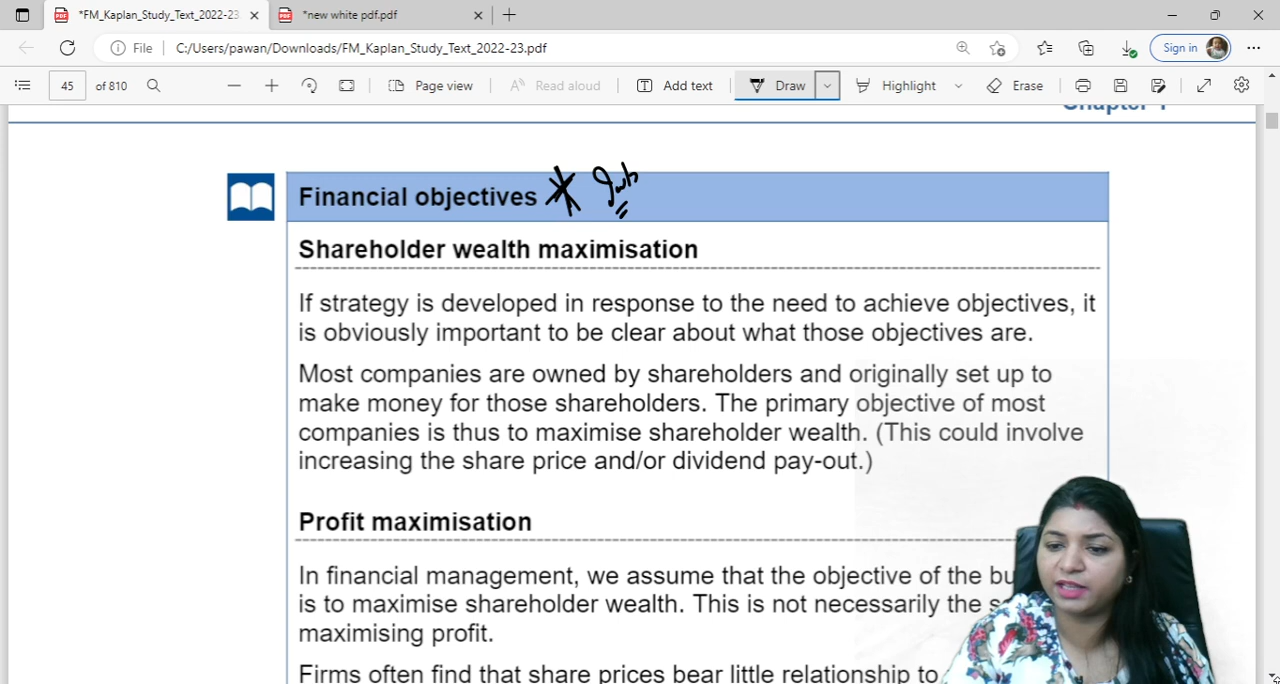 *FM_Kaplan_Study_Text_2022-23
*new white pdf.pdf
File
C:/Users/pawan/Downloads/FM_Kaplan_Study_Text_2022-23.pdf
Sign in
45 of 810
Page view
Read aloud
Add text
Draw
Highlight
Erase
Financial objectives
Shareholder wealth maximisation
If strategy is developed in response to the need to achieve objectives, it
is obviously important to be clear about what those objectives are.
Most companies are owned by shareholders and originally set up to
make money for those shareholders. The primary objective of most
companies is thus to maximise shareholder wealth. (This could involve
increasing the share price and/or dividend pay-out.)
Profit maximisation
In financial management, we assume that the objective of the bu
is to maximise shareholder wealth. This is not necessarily the
maximising profit.
Firms often find that share prices bear little relationship to